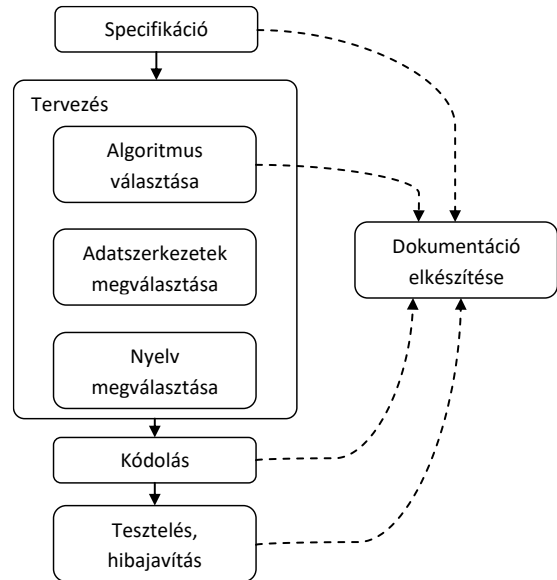 Specifikáció
Tervezés
Algoritmus
választása
Adatszerkezetek
megválasztása
Nyelv
megválasztása
Kódolás
Tesztelés,
hibajavítás
Dokumentáció
elkészítése